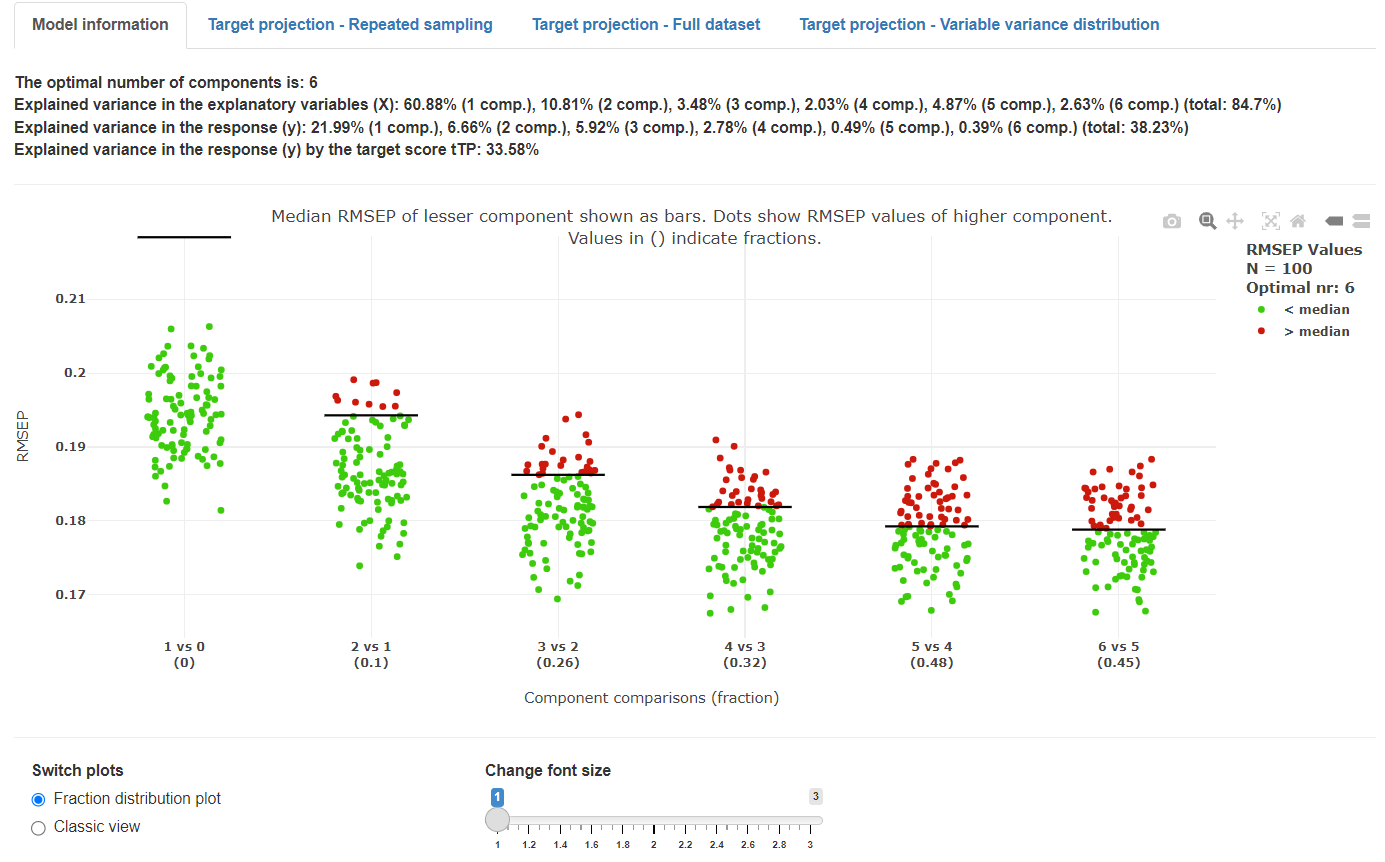 Model information Target projection - Repeated sampling Target projection - Full dataset Target projection - Variable variance distribution
The optimal number of components is: 6
Explained variance in the explanatory variables (X): 60.88% (1 comp.), 10.81% (2 comp.), 3.48% (3 comp.), 2.03% (4 comp.), 4.87% (5 comp.), 2.63% (6 comp.) (total: 84.7%)
Explained variance in the response (y): 21.99% (1 comp.), 6.66% (2 comp.), 5.92% (3 comp.), 2.78% (4 comp.), 0.49% (5 comp.), 0.39% (6 comp.) (total: 38.23%)
Explained variance in the response (y) by the target score tTP: 33.58%
Median RMSEP of lesser component shown as bars. Dots show RMSEP values of higher component.
Values in () indicate fractions.
RMSEP Values
N = 100
Optimal nr: 6
< median
> median
RMSEP
0.21
0.2
0.19
0.18
0.17
1 vs 0 2 vs 1 3 vs 2 4 vs 3 5 vs 4 6 vs 5
(0) (0.1) (0.26) (0.32) (0.48) (0.45)
Component comparisons (fraction)
Switch plots
Fraction distribution plot
Classic view
Change font size
1 3
1 1.2 1.4 1.6 1.8 2 2.2 2.4 2.6 2.8 3